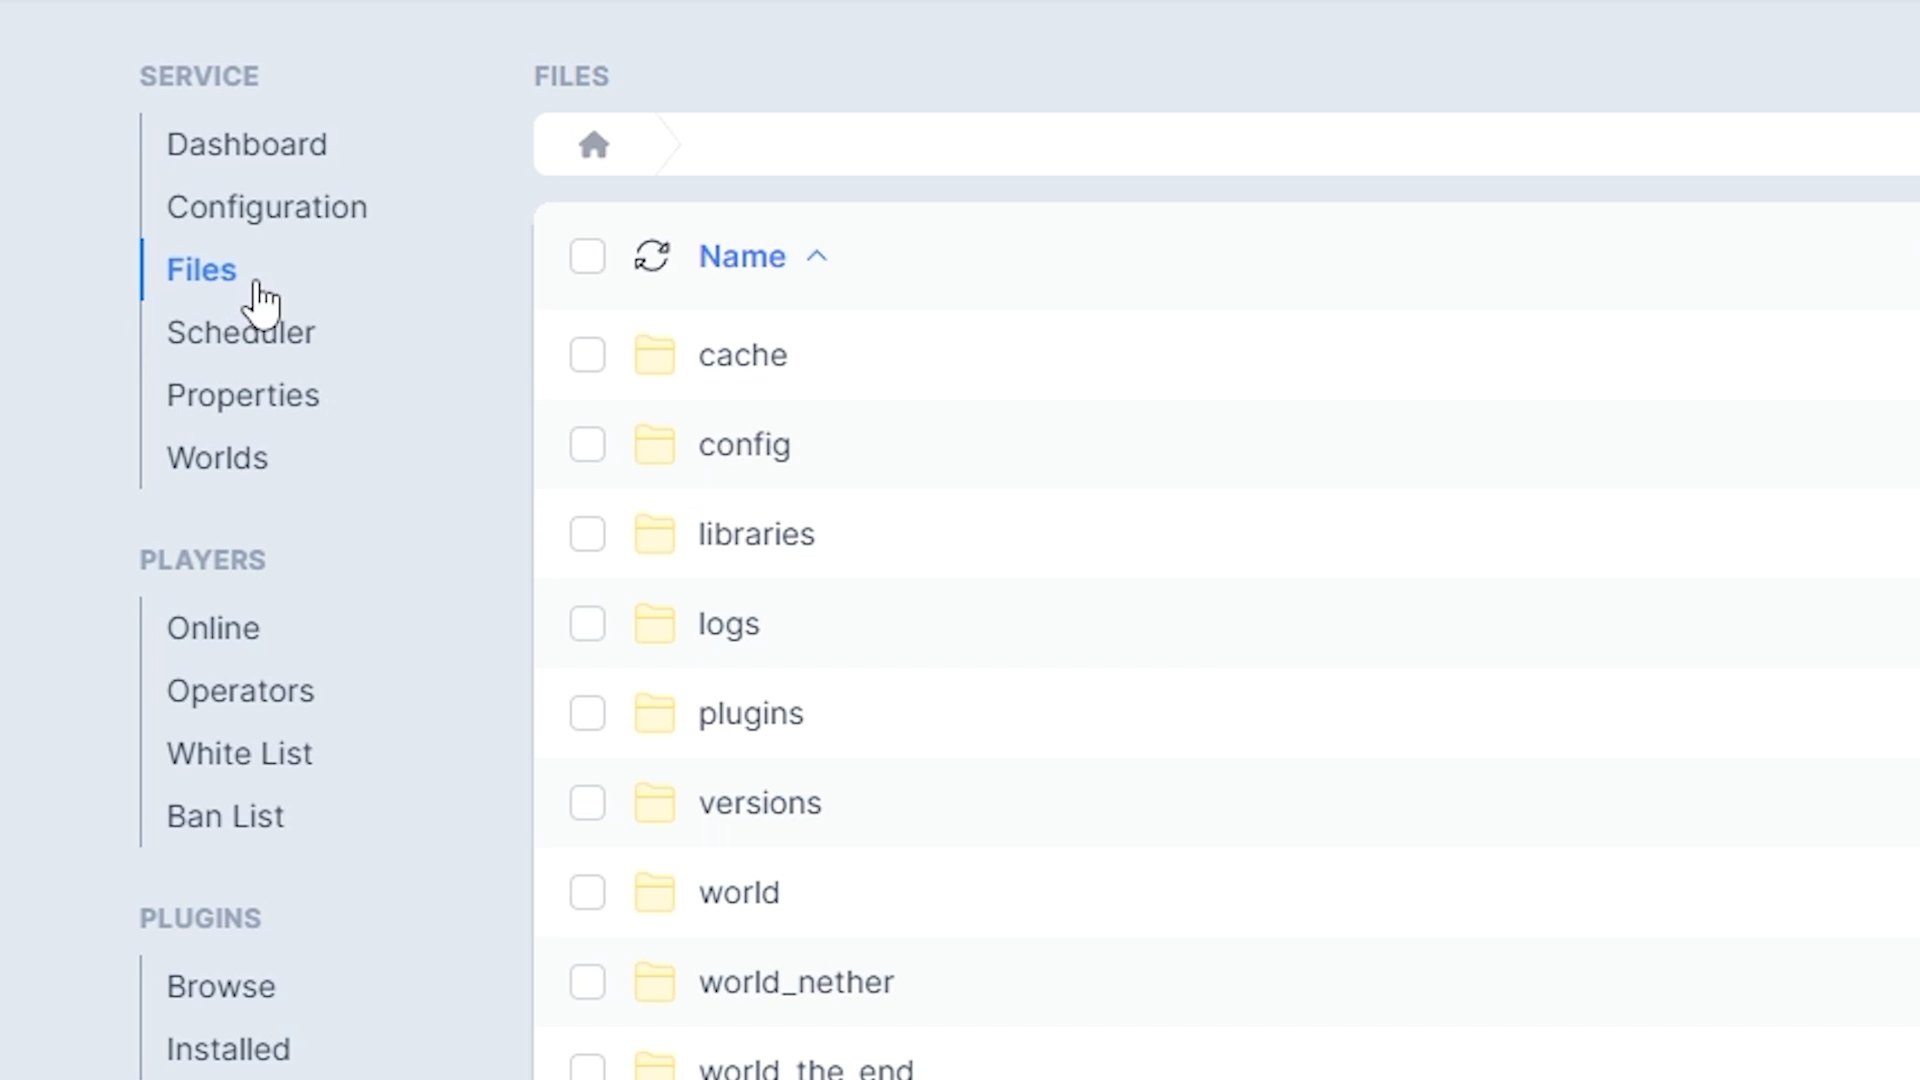 SERVICE
Dashboard
Configuration
Files
Scheduler
Properties
Worlds
PLAYERS
Online
Operators
White List
Ban List
PLUGINS
Browse
Installed
FILES
Name
cache
config
libraries
logs
plugins
versions
world
world_nether
world_the_end